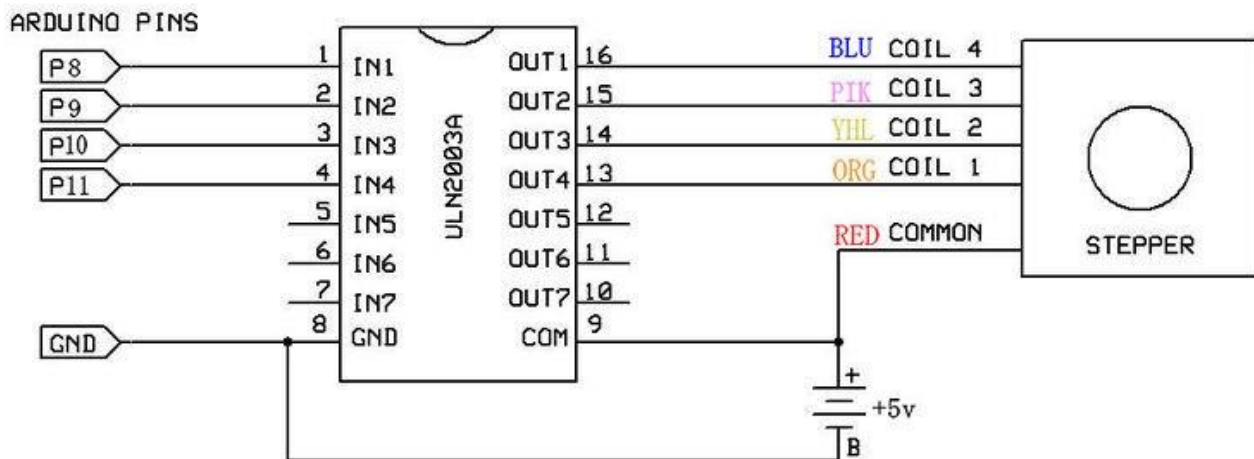 ARDUINO PINS
P8 1 IN1 OUT1 16 BLU COIL 4
P9 2 IN2 OUT2 15 PIK COIL 3
P10 3 IN3 OUT3 14 YHL COIL 2
P11 4 IN4 OUT4 13 ORG COIL 1
5 IN5 OUT5 12
6 IN6 OUT6 11
7 IN7 OUT7 10
GND 8 GND COM 9
ULN2003A
RED COMMON
STEPPER
+
+5v
B